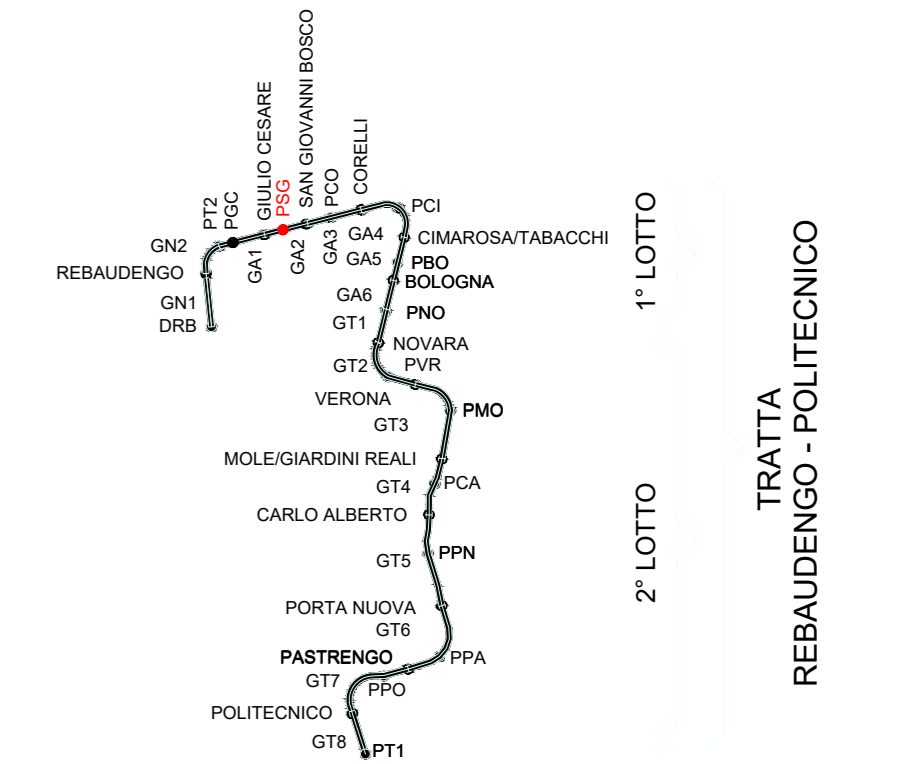 PT2
PGC
GIULIO CESARE
PSG
SAN GIOVANNI BOSCO
PCO
CORELLI
PCI
GN2
GA1
GA2
GA3
GA4
CIMAROSA/TABACCHI
REBAUDENGO
GA5
PBO
BOLOGNA
GN1
GA6
PNO
DRB
GT1
NOVARA
GT2
PVR
VERONA
PMO
GT3
MOLE/GIARDINI REALI
GT4
PCA
CARLO ALBERTO
PPN
GT5
PORTA NUOVA
GT6
PASTRENGO
PPA
GT7
PPO
POLITECNICO
GT8
PT1
1° LOTTO
2° LOTTO
TRATTA
REBAUDENGO - POLITECNICO